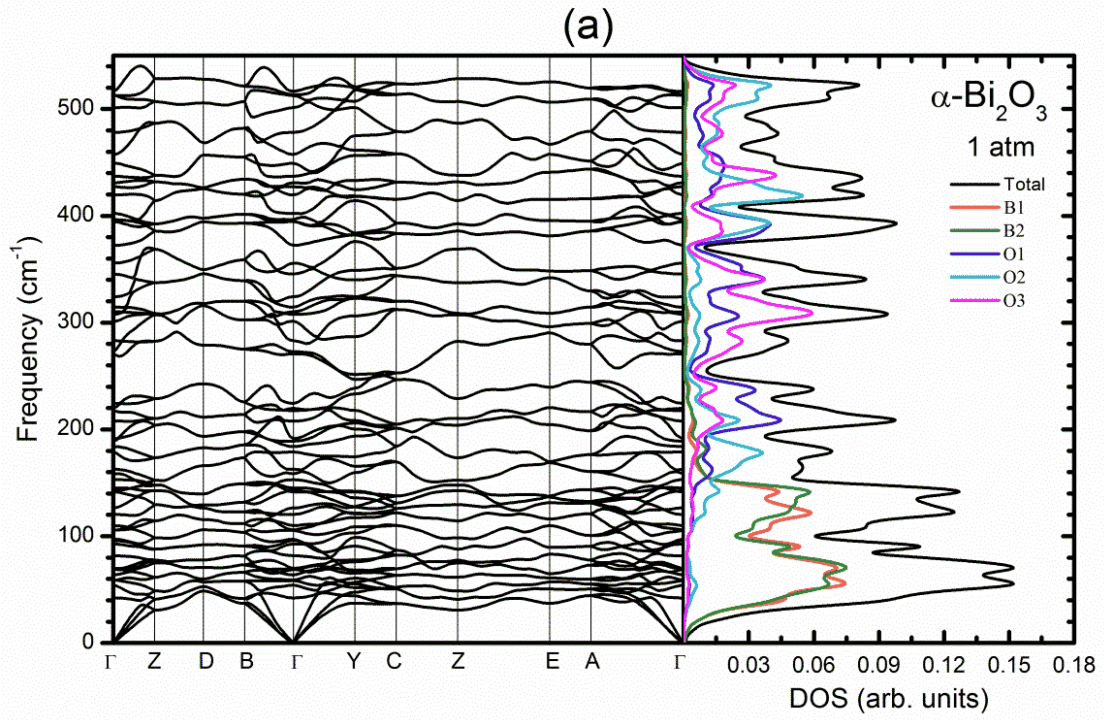 (a)
Frequency (cm⁻¹)
500
400
300
200
100
0
Γ Z D B Γ Y C Z E A Γ
α-Bi₂O₃
1 atm
Total
B1
B2
O1
O2
O3
0.03 0.06 0.09 0.12 0.15 0.18
DOS (arb. units)